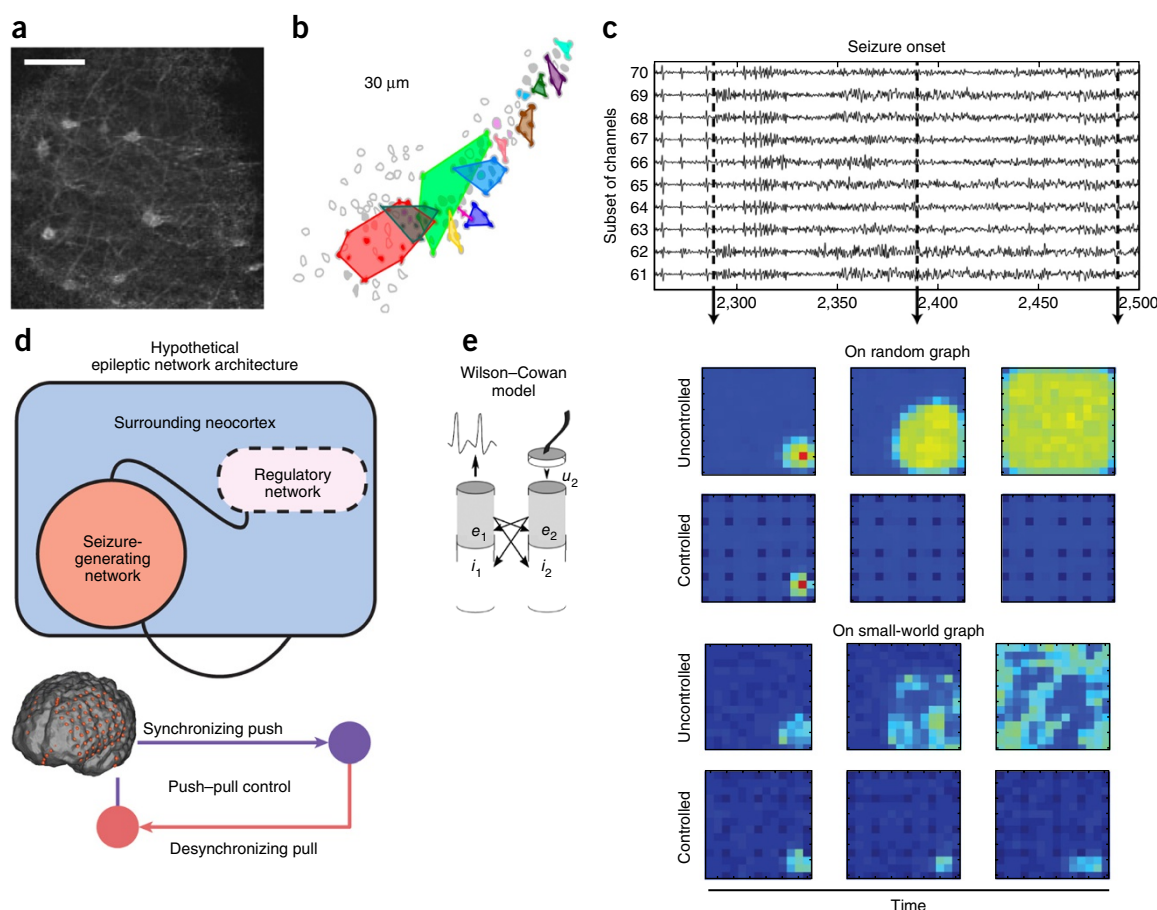 a
b
30 μm
c
Seizure onset
Subset of channels
70
69
68
67
66
65
64
63
62
61
2,300
2,350
2,400
2,450
2,500
d
Hypothetical
epileptic network architecture
Surrounding neocortex
Regulatory
network
Seizure-
generating
network
Synchronizing push
Push–pull control
Desynchronizing pull
e
Wilson–Cowan
model
u2
e1
e2
i1
i2
On random graph
Uncontrolled
Controlled
On small-world graph
Uncontrolled
Controlled
Time